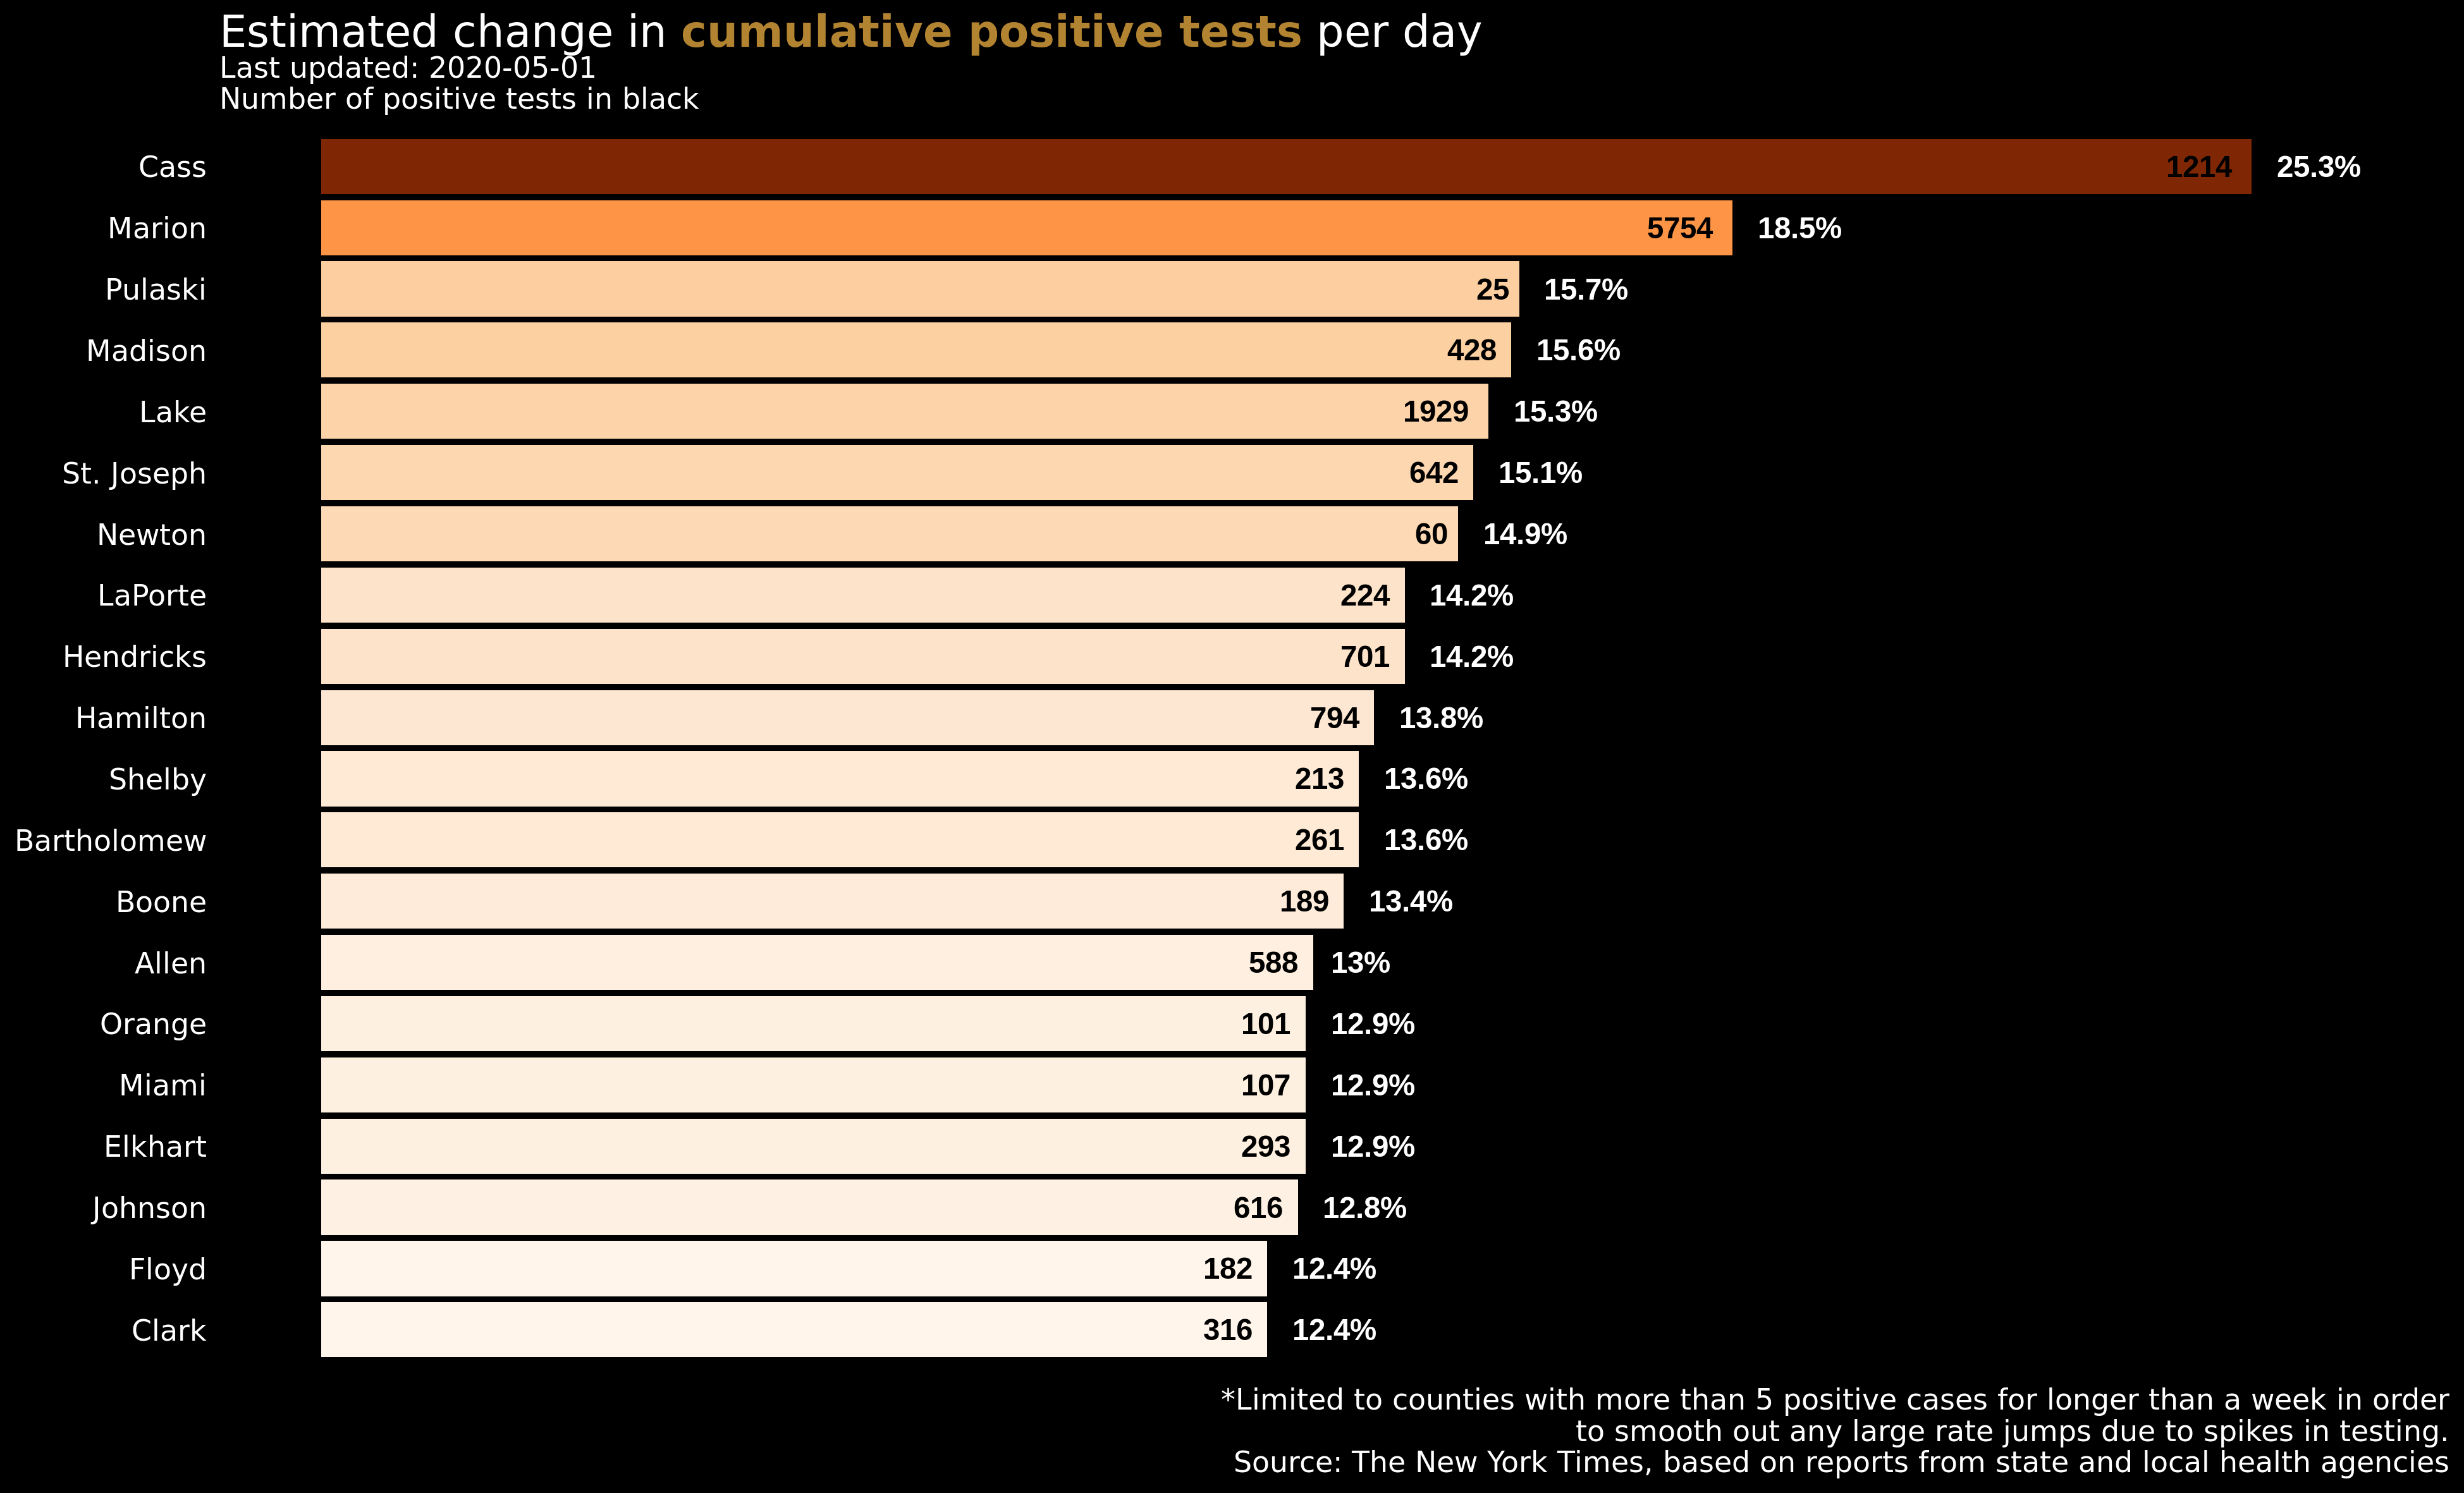 Estimated change in cumulative positive tests per day
Last updated: 2020-05-01
Number of positive tests in black
Cass 1214 25.3%
Marion 5754 18.5%
Pulaski 25 15.7%
Madison 428 15.6%
Lake 1929 15.3%
St. Joseph 642 15.1%
Newton 60 14.9%
LaPorte 224 14.2%
Hendricks 701 14.2%
Hamilton 794 13.8%
Shelby 213 13.6%
Bartholomew 261 13.6%
Boone 189 13.4%
Allen 588 13%
Orange 101 12.9%
Miami 107 12.9%
Elkhart 293 12.9%
Johnson 616 12.8%
Floyd 182 12.4%
Clark 316 12.4%
*Limited to counties with more than 5 positive cases for longer than a week in order
to smooth out any large rate jumps due to spikes in testing.
Source: The New York Times, based on reports from state and local health agencies